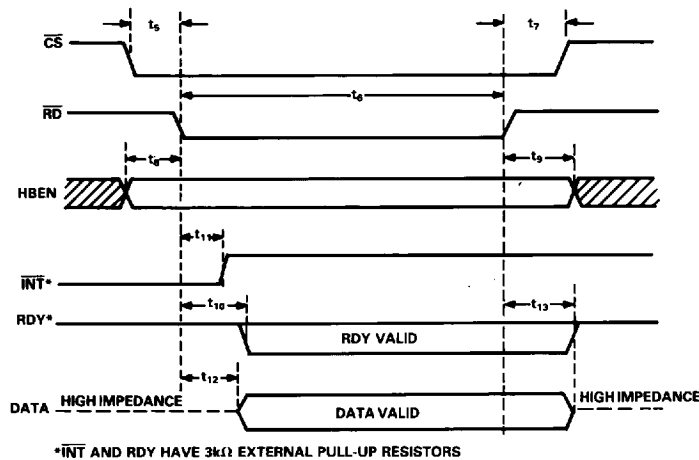 t5
t7
CS
t6
RD
t8
t9
HBEN
t11
INT*
t10
t13
RDY*
RDY VALID
t12
HIGH IMPEDANCE
HIGH IMPEDANCE
DATA
DATA VALID
*INT AND RDY HAVE 3kΩ EXTERNAL PULL-UP RESISTORS